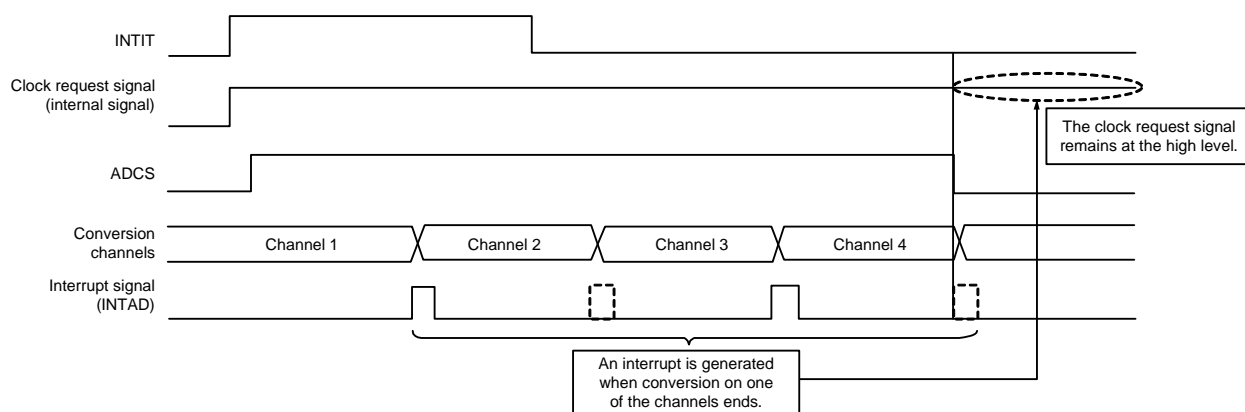 INTIT
Clock request signal
(internal signal)
The clock request signal
remains at the high level.
ADCS
Conversion
channels
Channel 1
Channel 2
Channel 3
Channel 4
Interrupt signal
(INTAD)
An interrupt is generated
when conversion on one
of the channels ends.